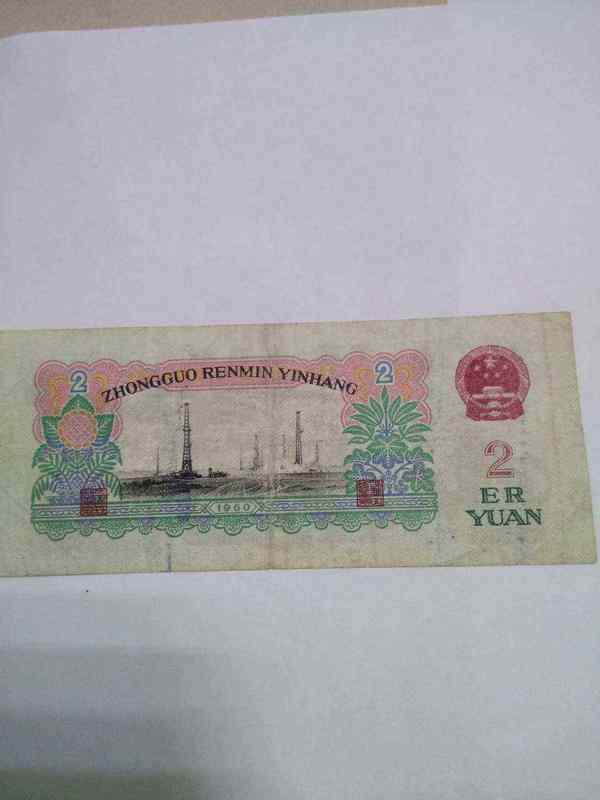 2
2
ZHONGGUO RENMIN YINHANG
1960
2
ER
YUAN